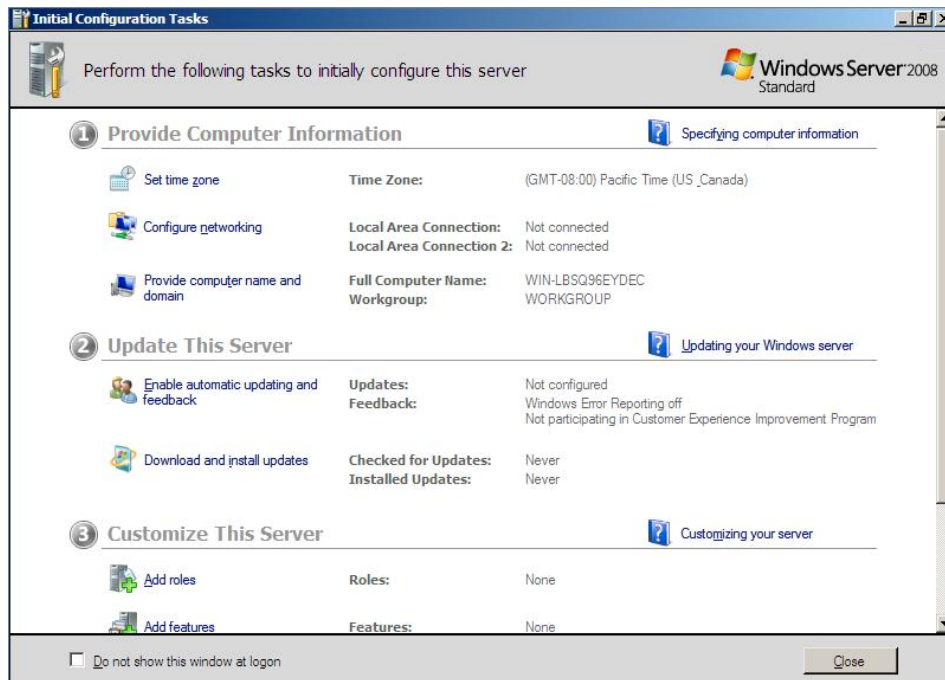 Initial Configuration Tasks
Perform the following tasks to initially configure this server
Windows Server 2008
Standard
1 Provide Computer Information
Specifying computer information
Set time zone Time Zone: (GMT-08:00) Pacific Time (US _Canada)
Configure networking Local Area Connection: Not connected
Local Area Connection 2: Not connected
Provide computer name and domain Full Computer Name: WIN-LBSQ96EYDEC
Workgroup: WORKGROUP
2 Update This Server
Updating your Windows server
Enable automatic updating and feedback Updates: Not configured
Feedback: Windows Error Reporting off
Not participating in Customer Experience Improvement Program
Download and install updates Checked for Updates: Never
Installed Updates: Never
3 Customize This Server
Customizing your server
Add roles Roles: None
Add features Features: None
Do not show this window at logon
Close